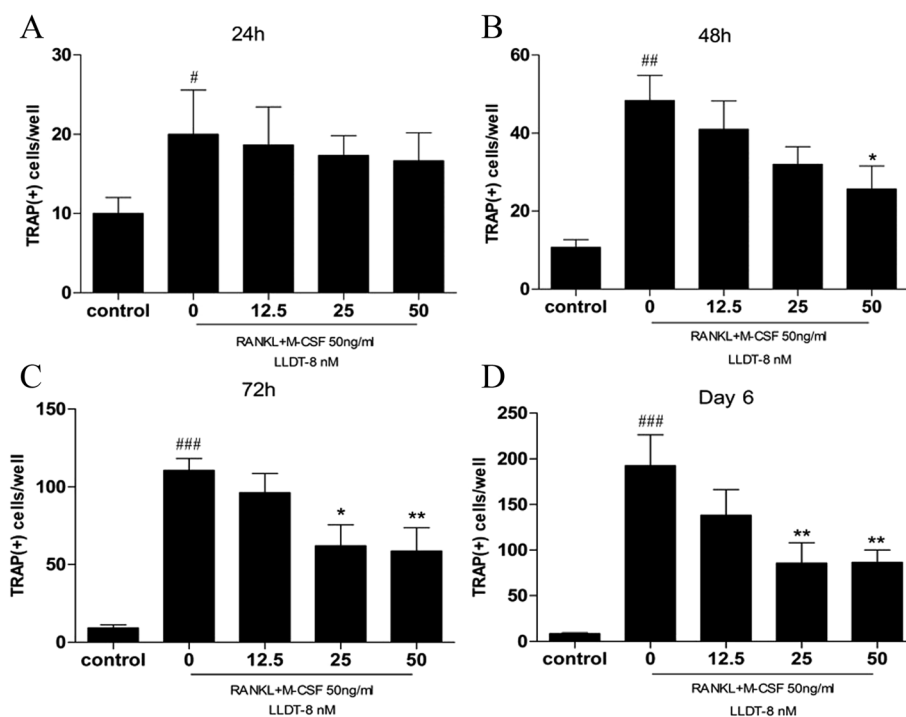 A
24h
TRAP(+) cells/well
30
20
10
0
#
control 0 12.5 25 50
RANKL+M-CSF 50ng/ml
LLDT-8 nM
B
48h
TRAP(+) cells/well
60
40
20
0
##
*
control 0 12.5 25 50
RANKL+M-CSF 50ng/ml
LLDT-8 nM
C
72h
TRAP(+) cells/well
150
100
50
0
###
*
**
control 0 12.5 25 50
RANKL+M-CSF 50ng/ml
LLDT-8 nM
D
Day 6
TRAP(+) cells/well
250
200
150
100
50
0
###
**
**
control 0 12.5 25 50
RANKL+M-CSF 50ng/ml
LLDT-8 nM